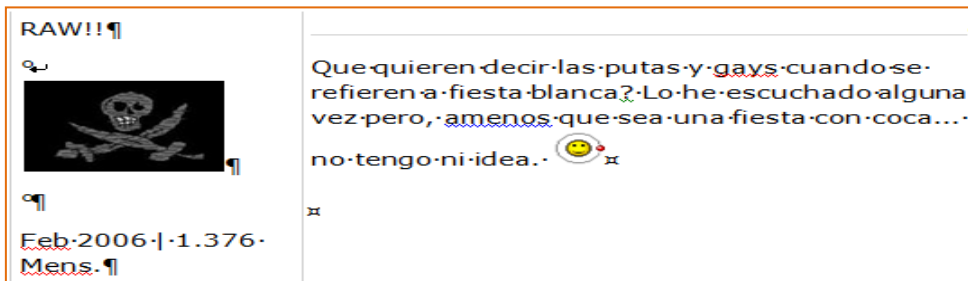 RAW!!¶
Feb·2006·|·1.376·
Mens.¶
Que·quieren·decir·las·putas·y·gays·cuando·se·
refieren·a·fiesta·blanca?·Lo·he·escuchado·alguna
vez·pero,·amenos·que·sea·una·fiesta·con·coca...·
no·tengo·ni·idea.·